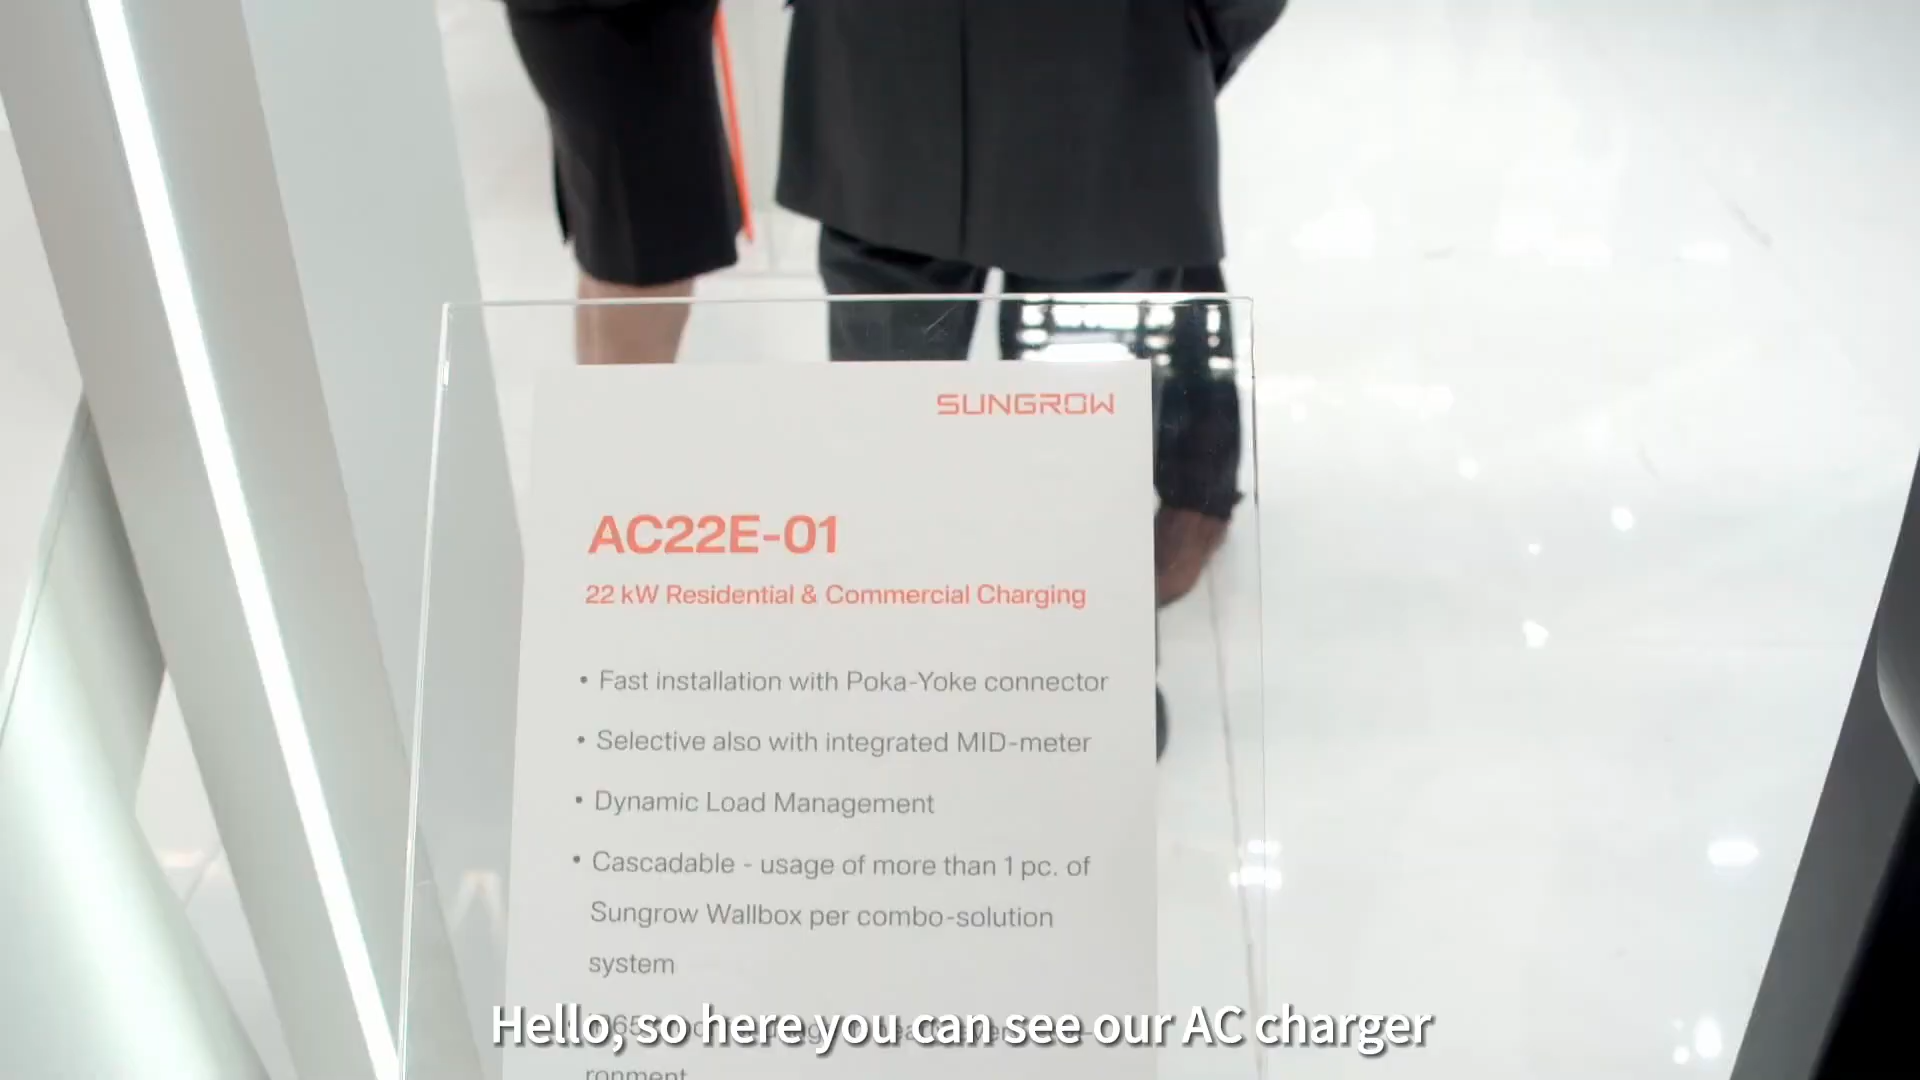 SUNGROW
AC22E-01
22 kW Residential & Commercial Charging
• Fast installation with Poka-Yoke connector
• Selective also with integrated MID-meter
• Dynamic Load Management
• Cascadable - usage of more than 1 pc. of
Sungrow Wallbox per combo-solution
system
Hello, so here you can see our AC charger
ronment